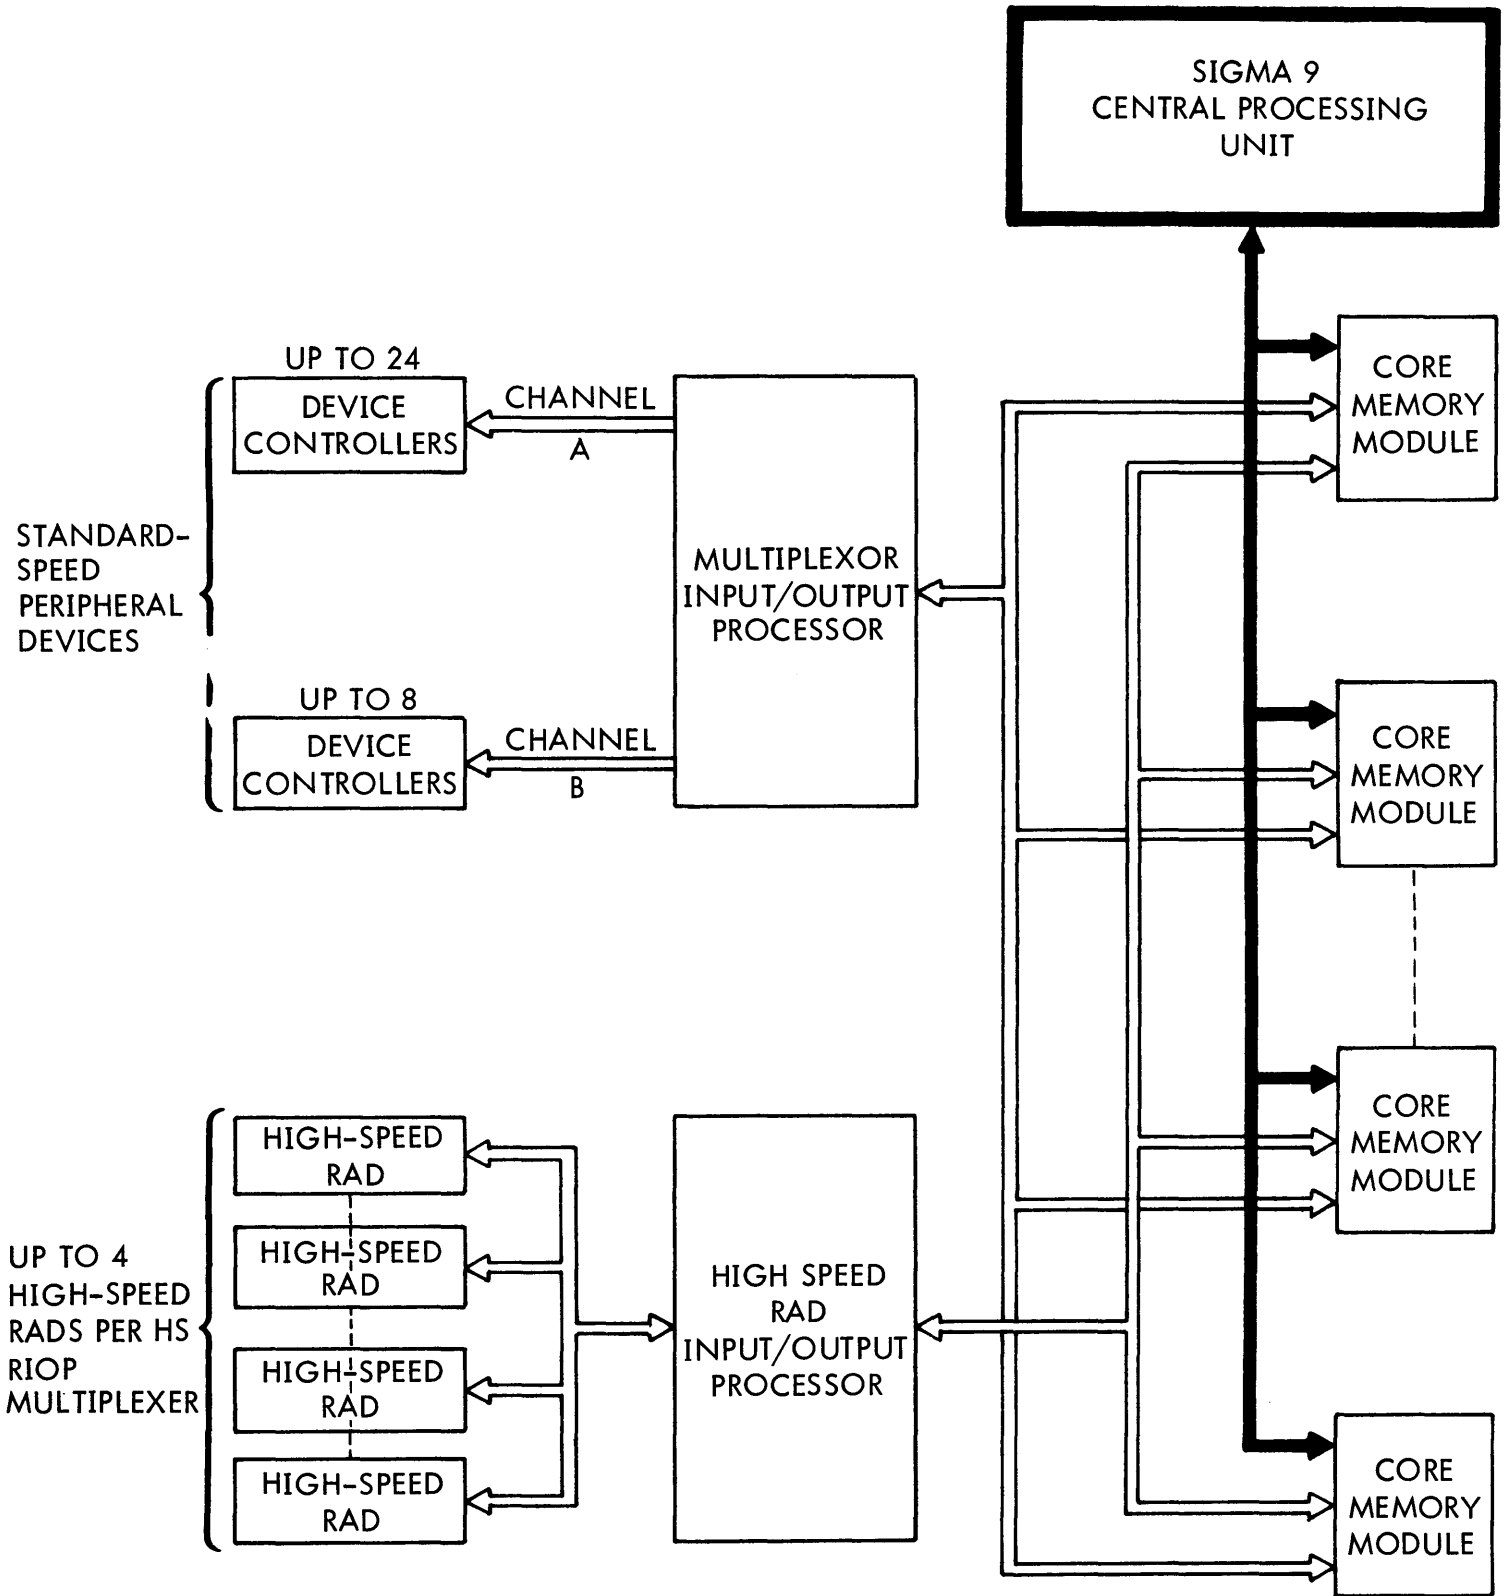 SIGMA 9
CENTRAL PROCESSING
UNIT
UP TO 24
DEVICE
CONTROLLERS
CHANNEL
A
CORE
MEMORY
MODULE
STANDARD-
SPEED
PERIPHERAL
DEVICES
MULTIPLEXOR
INPUT/OUTPUT
PROCESSOR
UP TO 8
DEVICE
CONTROLLERS
CHANNEL
B
CORE
MEMORY
MODULE
CORE
MEMORY
MODULE
HIGH-SPEED
RAD
HIGH-SPEED
RAD
HIGH-SPEED
RAD
HIGH-SPEED
RAD
UP TO 4
HIGH-SPEED
RADS PER HS
RIOP
MULTIPLEXER
HIGH SPEED
RAD
INPUT/OUTPUT
PROCESSOR
CORE
MEMORY
MODULE